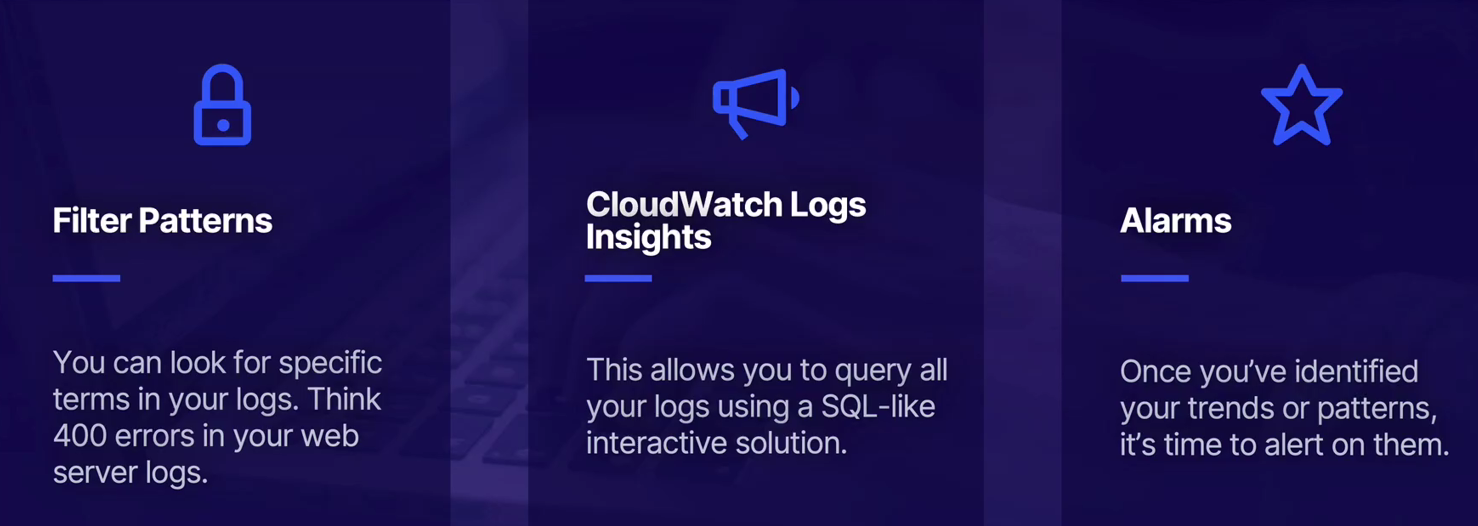 Filter Patterns
You can look for specific
terms in your logs. Think
400 errors in your web
server logs.
CloudWatch Logs
Insights
This allows you to query all
your logs using a SQL-like
interactive solution.
Alarms
Once you’ve identified
your trends or patterns,
it’s time to alert on them.